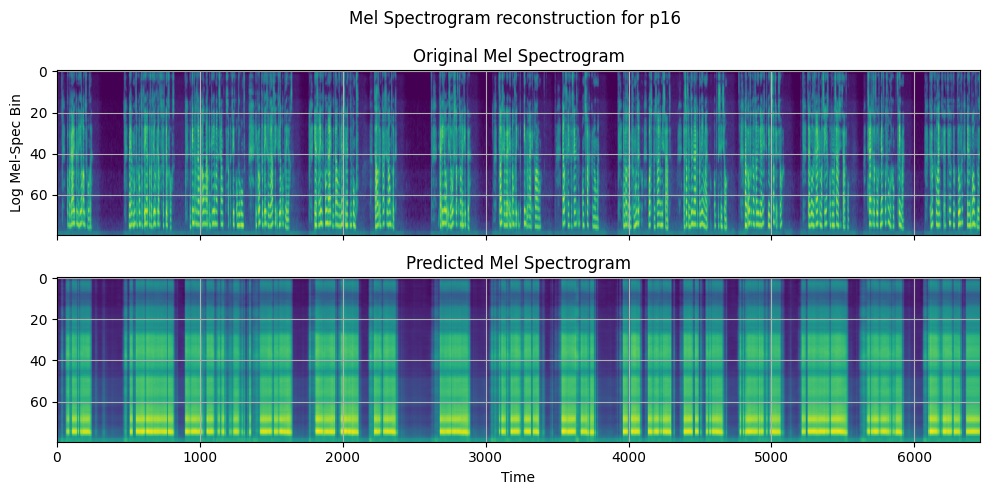 Mel Spectrogram reconstruction for p16
Original Mel Spectrogram
0
20
40
60
Log Mel-Spec Bin
Predicted Mel Spectrogram
0
20
40
60
0 1000 2000 3000 4000 5000 6000
Time